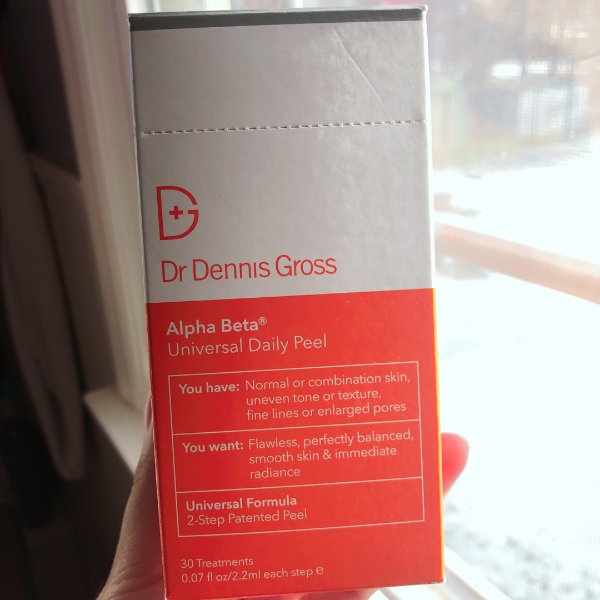 Dr Dennis Gross
Alpha Beta®
Universal Daily Peel
You have: Normal or combination skin,
uneven tone or texture,
fine lines or enlarged pores
You want: Flawless, perfectly balanced,
smooth skin & immediate
radiance
Universal Formula
2-Step Patented Peel
30 Treatments
0.07 fl oz/2.2ml each step ℮